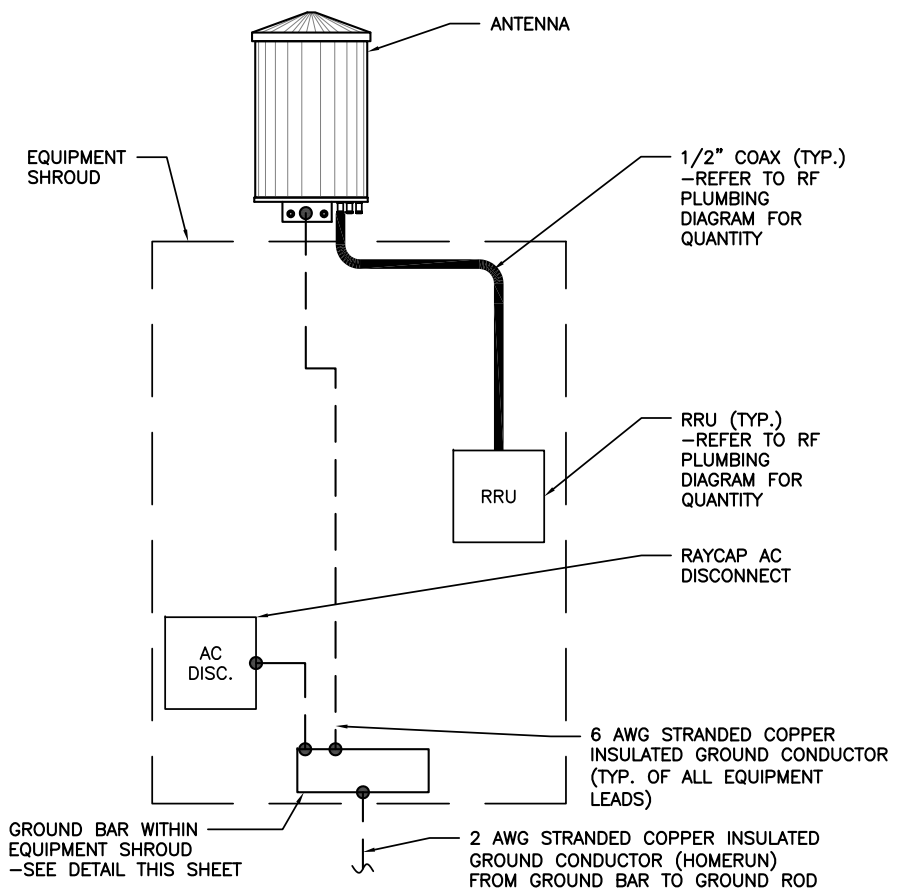 ANTENNA
EQUIPMENT
SHROUD
1/2" COAX (TYP.)
–REFER TO RF
PLUMBING
DIAGRAM FOR
QUANTITY
RRU (TYP.)
–REFER TO RF
PLUMBING
DIAGRAM FOR
QUANTITY
RRU
RAYCAP AC
DISCONNECT
AC
DISC.
6 AWG STRANDED COPPER
INSULATED GROUND CONDUCTOR
(TYP. OF ALL EQUIPMENT
LEADS)
GROUND BAR WITHIN
EQUIPMENT SHROUD
–SEE DETAIL THIS SHEET
2 AWG STRANDED COPPER INSULATED
GROUND CONDUCTOR (HOMERUN)
FROM GROUND BAR TO GROUND ROD